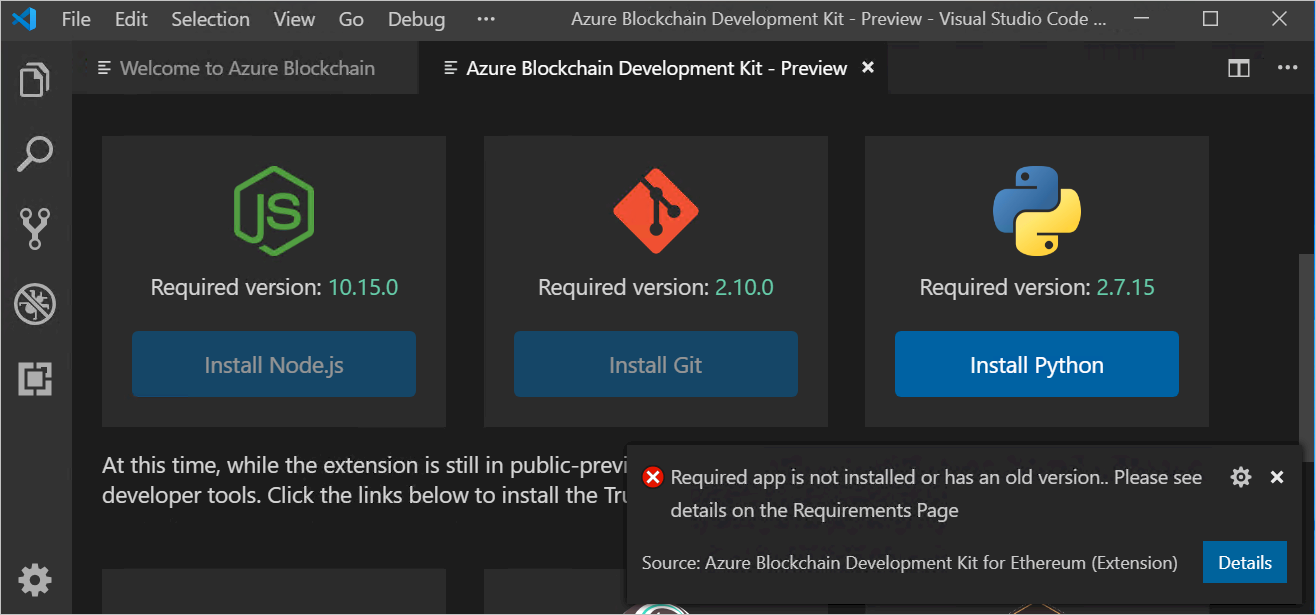 File Edit Selection View Go Debug ··· Azure Blockchain Development Kit - Preview - Visual Studio Code ...
Welcome to Azure Blockchain Azure Blockchain Development Kit - Preview
JS
Required version: 10.15.0 Required version: 2.10.0 Required version: 2.7.15
Install Node.js Install Git Install Python
At this time, while the extension is still in public-previ
developer tools. Click the links below to install the Tru
Required app is not installed or has an old version.. Please see
details on the Requirements Page
Source: Azure Blockchain Development Kit for Ethereum (Extension) Details